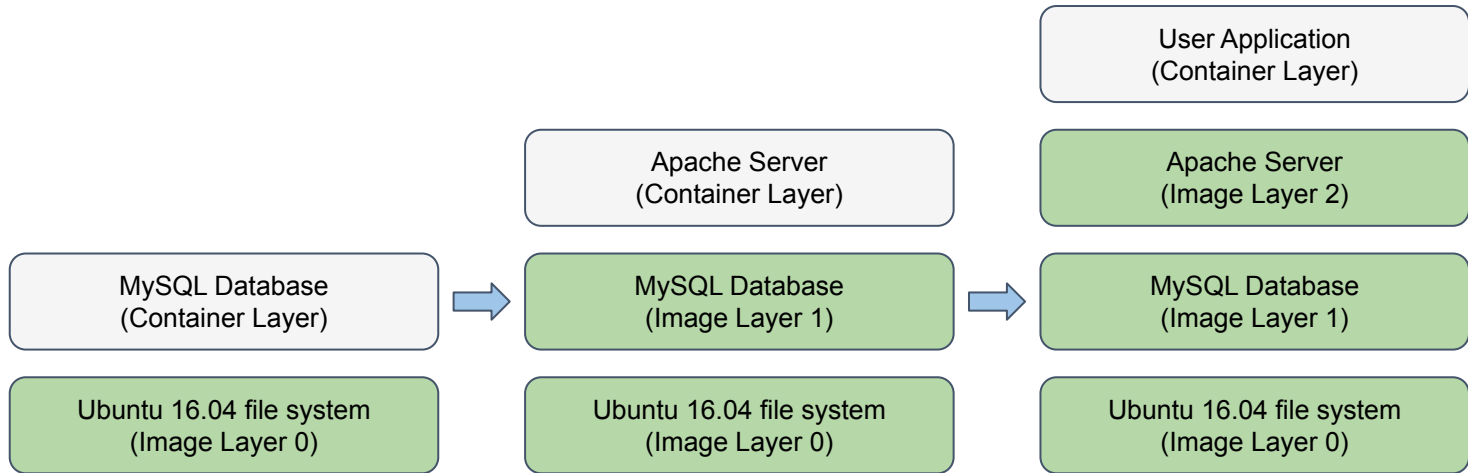 User Application
(Container Layer)
Apache Server
(Container Layer)
Apache Server
(Image Layer 2)
MySQL Database
(Container Layer)
MySQL Database
(Image Layer 1)
MySQL Database
(Image Layer 1)
Ubuntu 16.04 file system
(Image Layer 0)
Ubuntu 16.04 file system
(Image Layer 0)
Ubuntu 16.04 file system
(Image Layer 0)